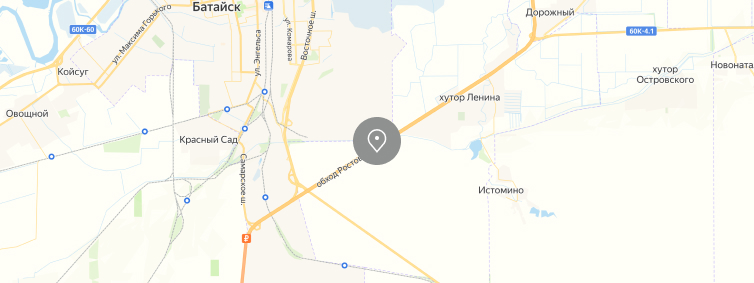 Батайск
Дорожный
60К-60
60К-4.1
ул. Максима Горького
ул. Энгельса
ул. Комарова
Восточное ш.
Койсуг
хутор
Островского
Новоната
хутор Ленина
Овощной
Красный Сад
Самарское ш.
обход Росто
Истомино